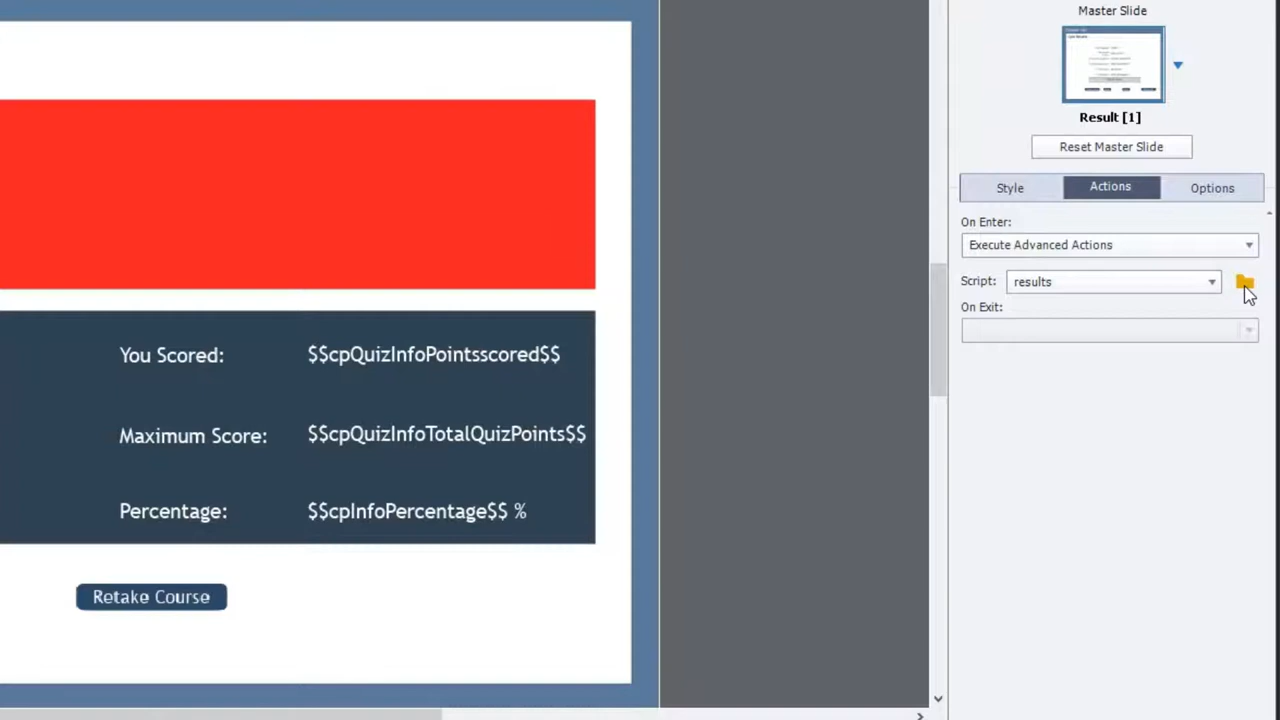 Master Slide
Result [1]
Reset Master Slide
Style Actions Options
On Enter:
Execute Advanced Actions
Script: results
On Exit:
You Scored: $$cpQuizInfoPointsscored$$
Maximum Score: $$cpQuizInfoTotalQuizPoints$$
Percentage: $$cpInfoPercentage$$ %
Retake Course